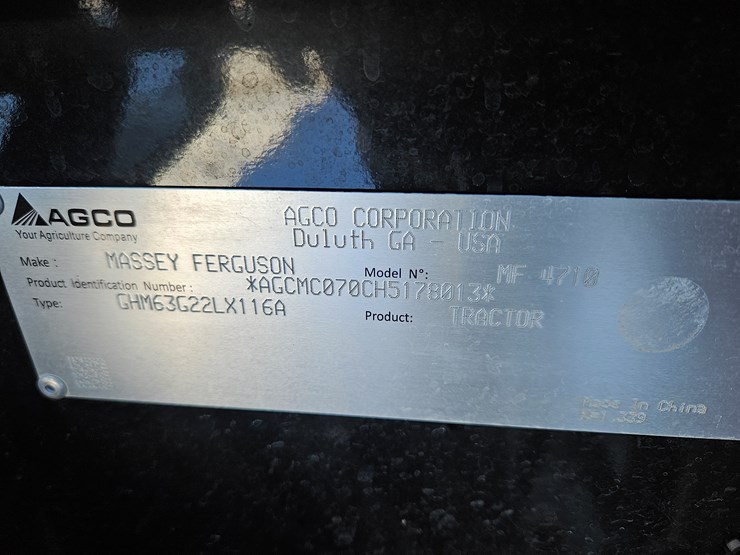 AGCO
Your Agriculture Company
AGCO CORPORATION
Duluth GA - USA
Make : MASSEY FERGUSON
Model N°: MF 4710
Product Identification Number : *AGCMC070CH5178013*
Type: GHM63G22LX116A
Product: TRACTOR
Made In China